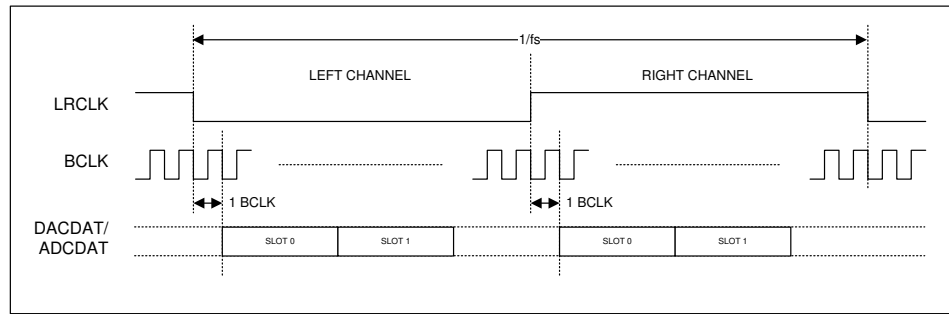 1/fs
LEFT CHANNEL RIGHT CHANNEL
LRCLK
BCLK
1 BCLK 1 BCLK
DACDAT/
ADCDAT
SLOT 0 SLOT 1 SLOT 0 SLOT 1